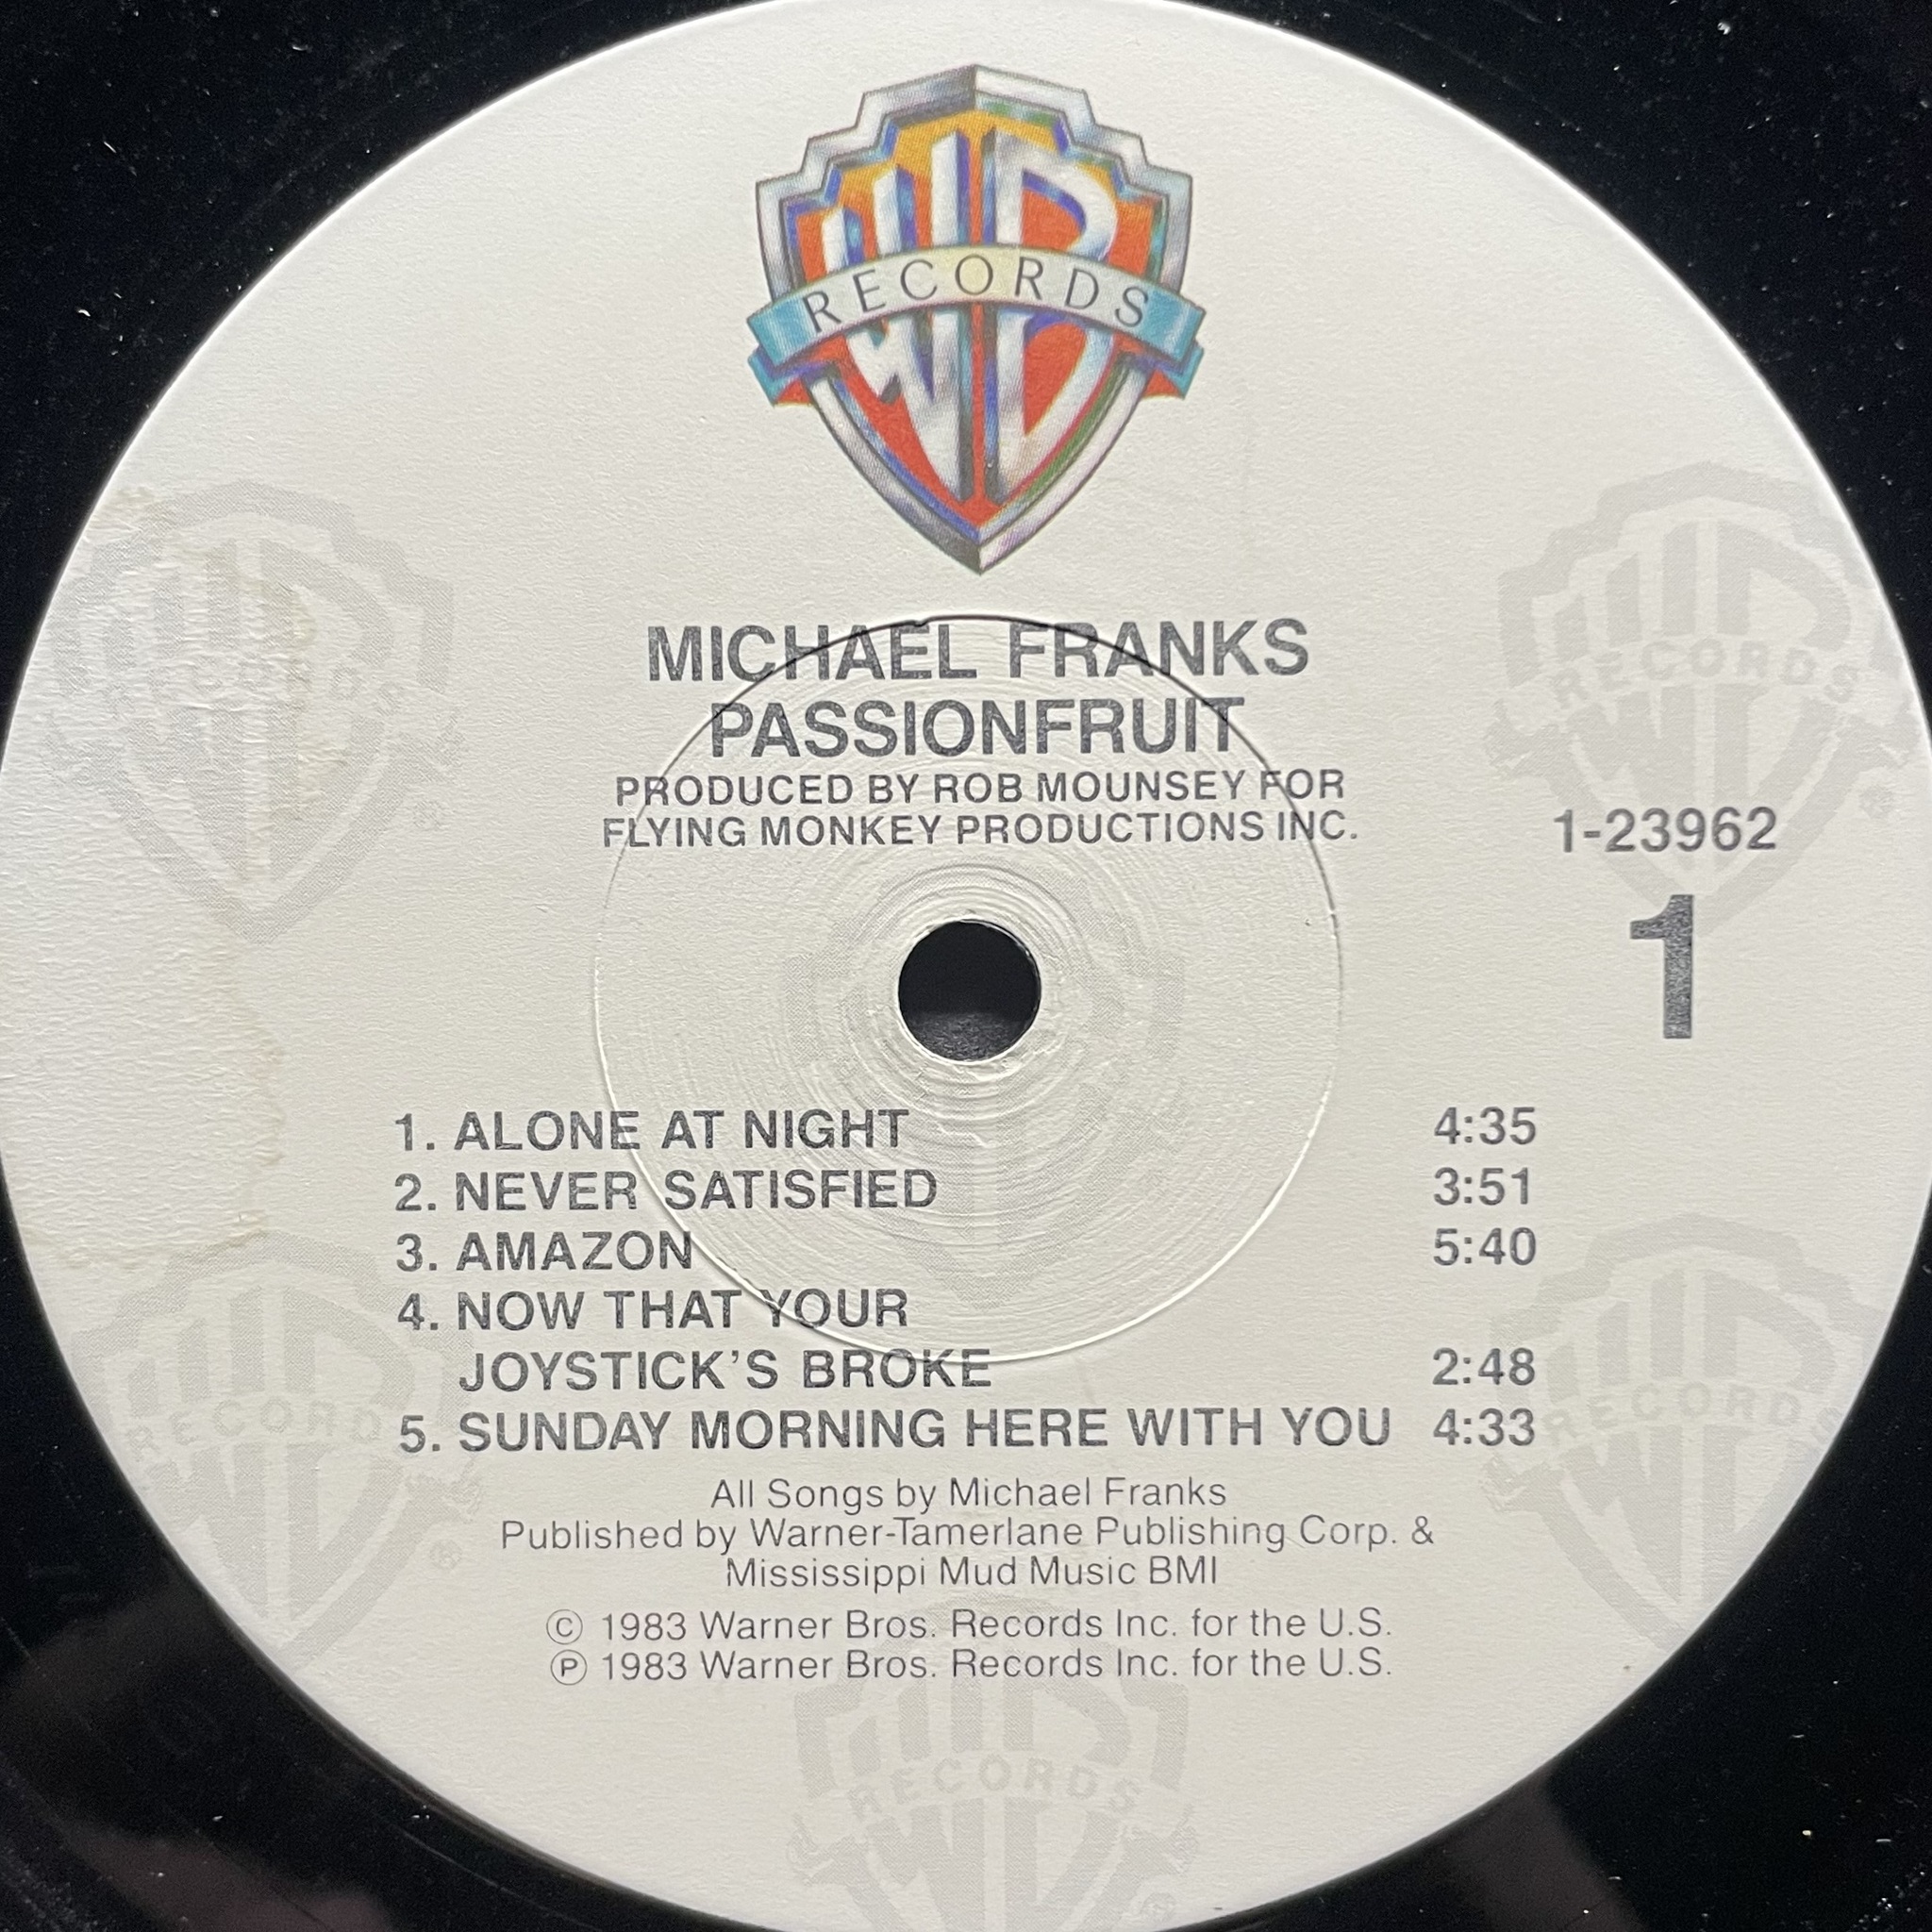 WB
RECORDS
MICHAEL FRANKS
PASSIONFRUIT
PRODUCED BY ROB MOUNSEY FOR
FLYING MONKEY PRODUCTIONS INC.
1-23962
1
1. ALONE AT NIGHT 4:35
2. NEVER SATISFIED 3:51
3. AMAZON 5:40
4. NOW THAT YOUR
JOYSTICK'S BROKE 2:48
5. SUNDAY MORNING HERE WITH YOU 4:33
All Songs by Michael Franks
Published by Warner-Tamerlane Publishing Corp. &
Mississippi Mud Music BMI
© 1983 Warner Bros. Records Inc. for the U.S.
℗ 1983 Warner Bros. Records Inc. for the U.S.